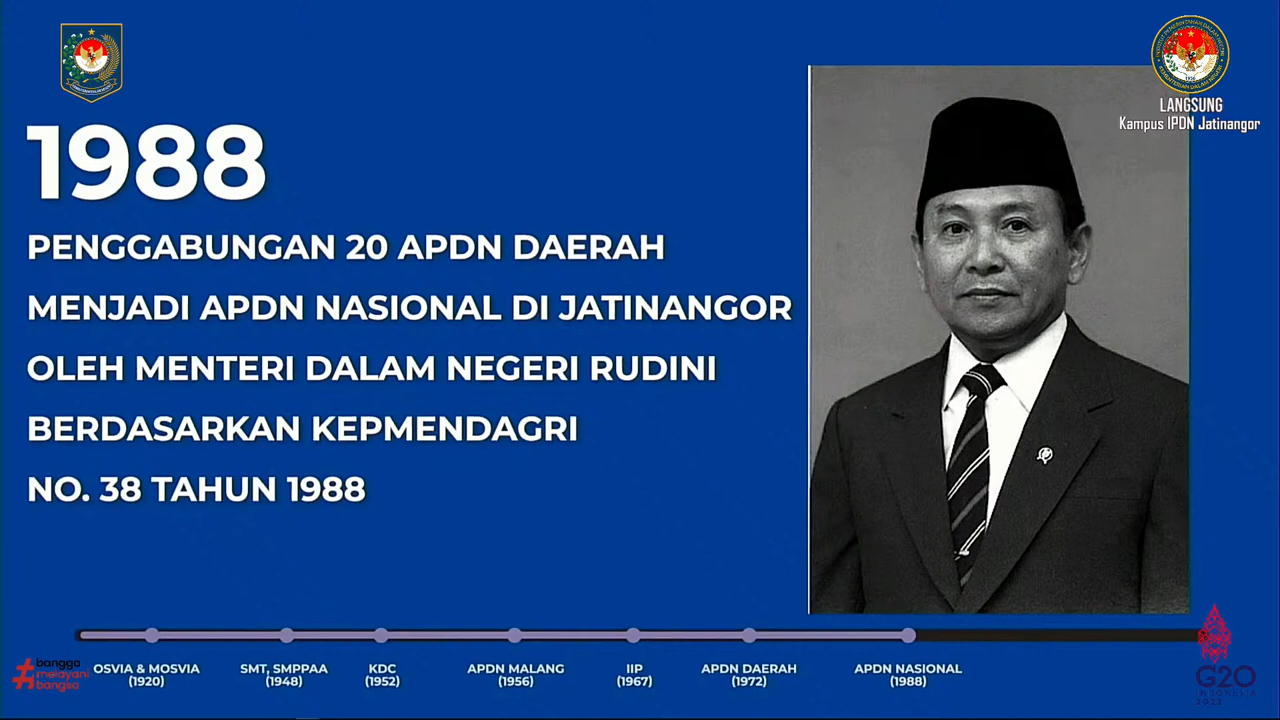 LANGSUNG
Kampus IPDN Jatinangor
1988
PENGGABUNGAN 20 APDN DAERAH
MENJADI APDN NASIONAL DI JATINANGOR
OLEH MENTERI DALAM NEGERI RUDINI
BERDASARKAN KEPMENDAGRI
NO. 38 TAHUN 1988
OSVIA & MOSVIA
(1920)
SMT, SMPPAA
(1948)
KDC
(1952)
APDN MALANG
(1956)
IIP
(1967)
APDN DAERAH
(1972)
APDN NASIONAL
(1988)
# bangga
melayani
bangsa
G20
INDONESIA
2022